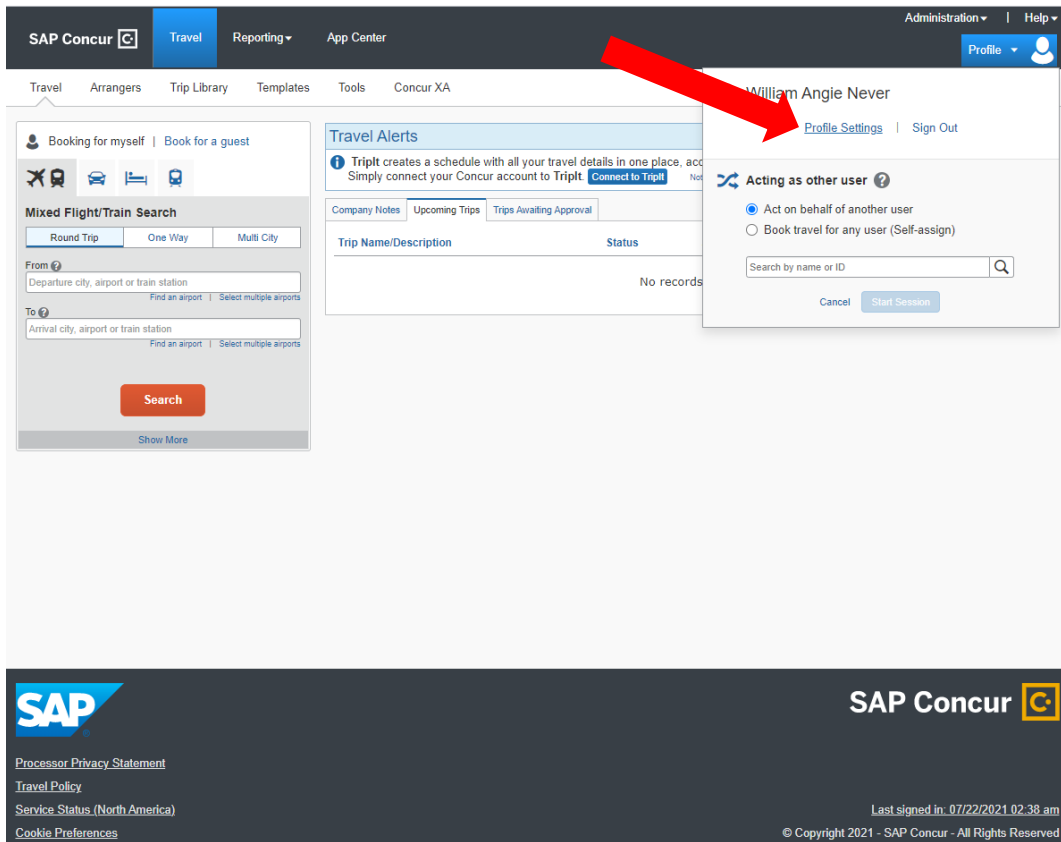 Administration | Help
SAP Concur C Travel Reporting App Center
Profile
Travel Arrangers Trip Library Templates Tools Concur XA
William Angie Never
Profile Settings | Sign Out
Acting as other user ?
Act on behalf of another user
Book travel for any user (Self-assign)
Search by name or ID
Cancel Start Session
Booking for myself | Book for a guest
Mixed Flight/Train Search
Round Trip One Way Multi City
From ?
Departure city, airport or train station
Find an airport | Select multiple airports
To ?
Arrival city, airport or train station
Find an airport | Select multiple airports
Search
Show More
Travel Alerts
TripIt creates a schedule with all your travel details in one place, acc
Simply connect your Concur account to TripIt. Connect to TripIt Not
Company Notes Upcoming Trips Trips Awaiting Approval
Trip Name/Description Status
No records
SAP ®
SAP Concur C
Processor Privacy Statement
Travel Policy
Service Status (North America)
Cookie Preferences
Last signed in: 07/22/2021 02:38 am
© Copyright 2021 - SAP Concur - All Rights Reserved